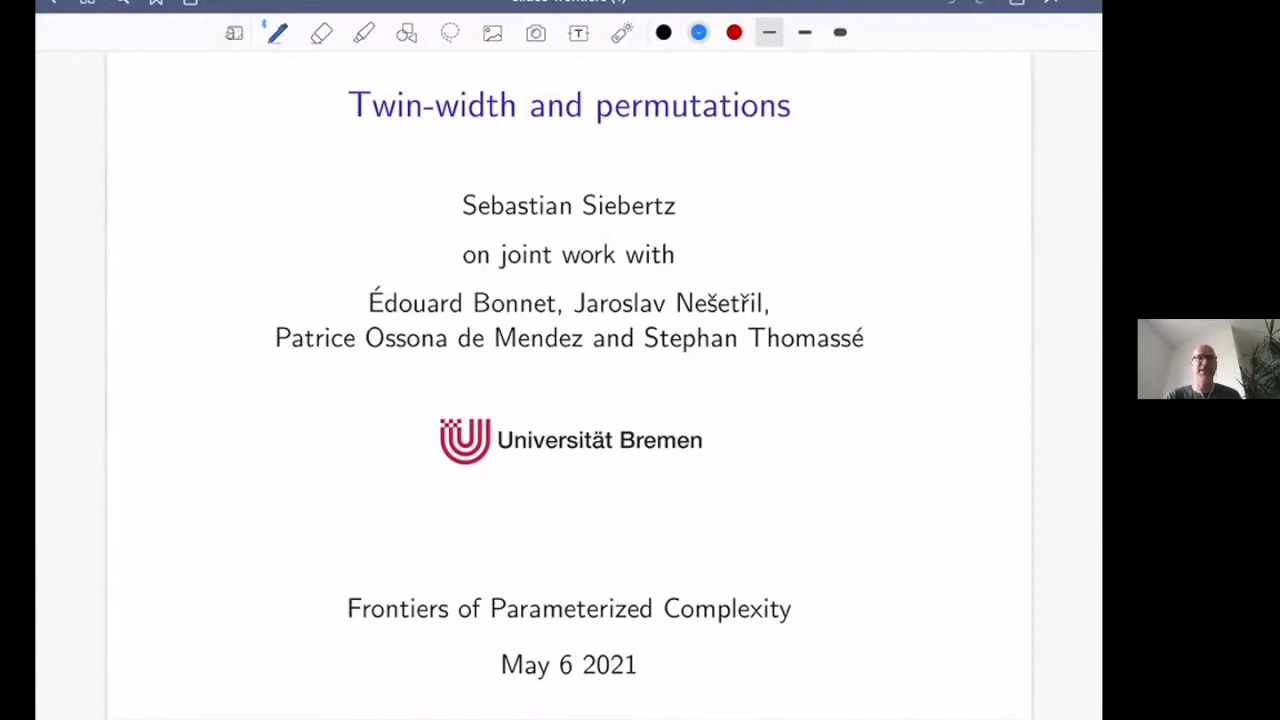 Twin-width and permutations
Sebastian Siebertz
on joint work with
Édouard Bonnet, Jaroslav Nešetřil,
Patrice Ossona de Mendez and Stephan Thomassé
Universität Bremen
Frontiers of Parameterized Complexity
May 6 2021